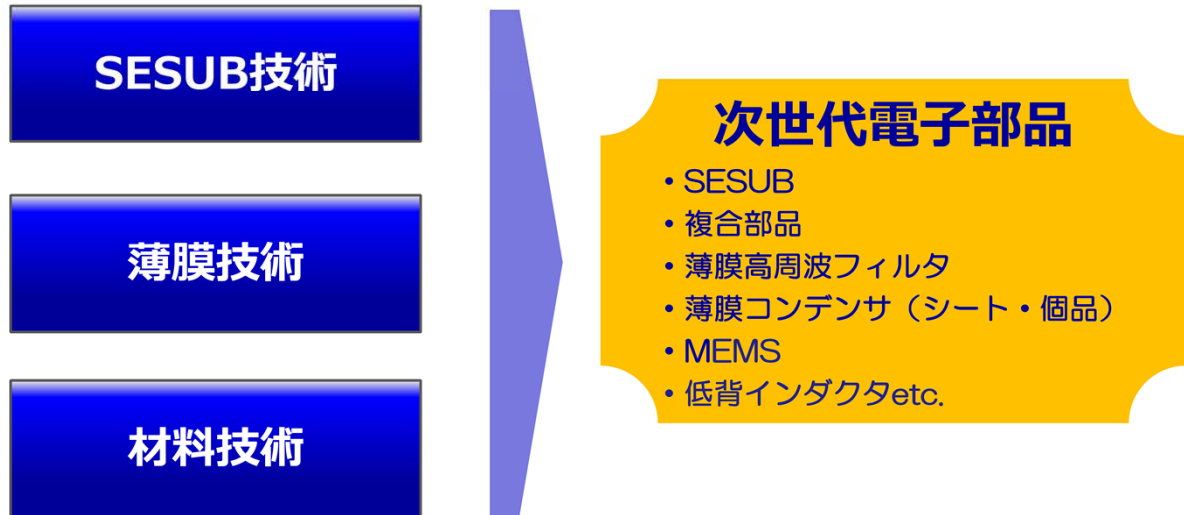 SESUB技術
薄膜技術
材料技術
次世代電子部品
・SESUB
・複合部品
・薄膜高周波フィルタ
・薄膜コンデンサ（シート・個品）
・MEMS
・低背インダクタetc.